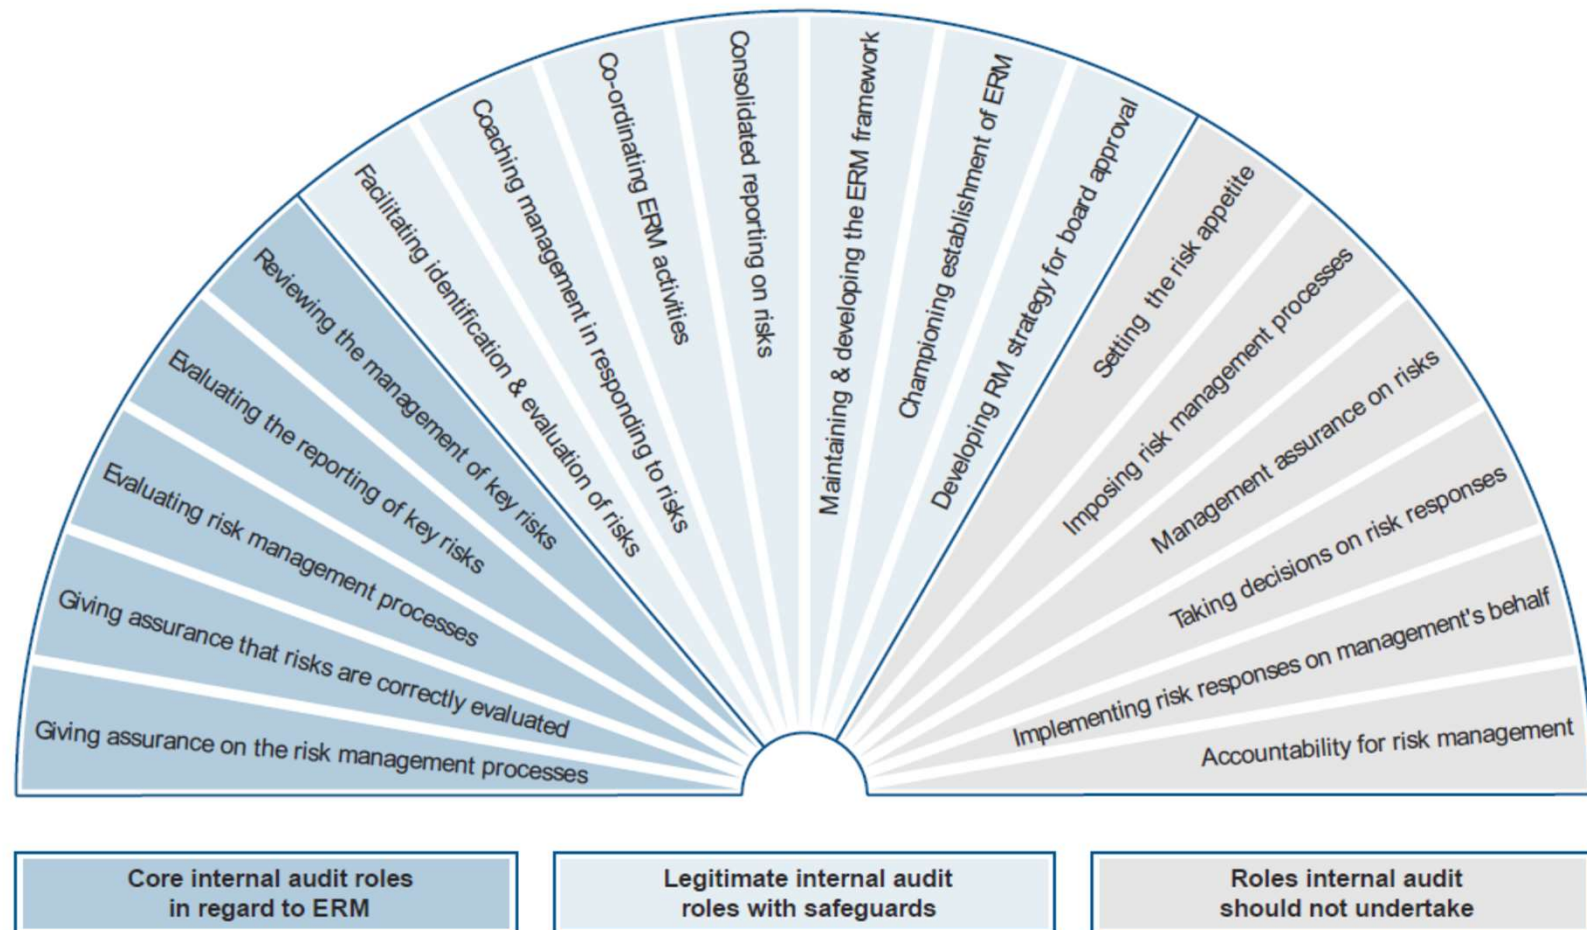 Giving assurance on the risk management processes
Giving assurance that risks are correctly evaluated
Evaluating risk management processes
Evaluating the reporting of key risks
Reviewing the management of key risks
Facilitating identification & evaluation of risks
Coaching management in responding to risks
Co-ordinating ERM activities
Consolidated reporting on risks
Maintaining & developing the ERM framework
Championing establishment of ERM
Developing RM strategy for board approval
Setting the risk appetite
Imposing risk management processes
Management assurance on risks
Taking decisions on risk responses
Implementing risk responses on management's behalf
Accountability for risk management
Core internal audit roles
in regard to ERM
Legitimate internal audit
roles with safeguards
Roles internal audit
should not undertake